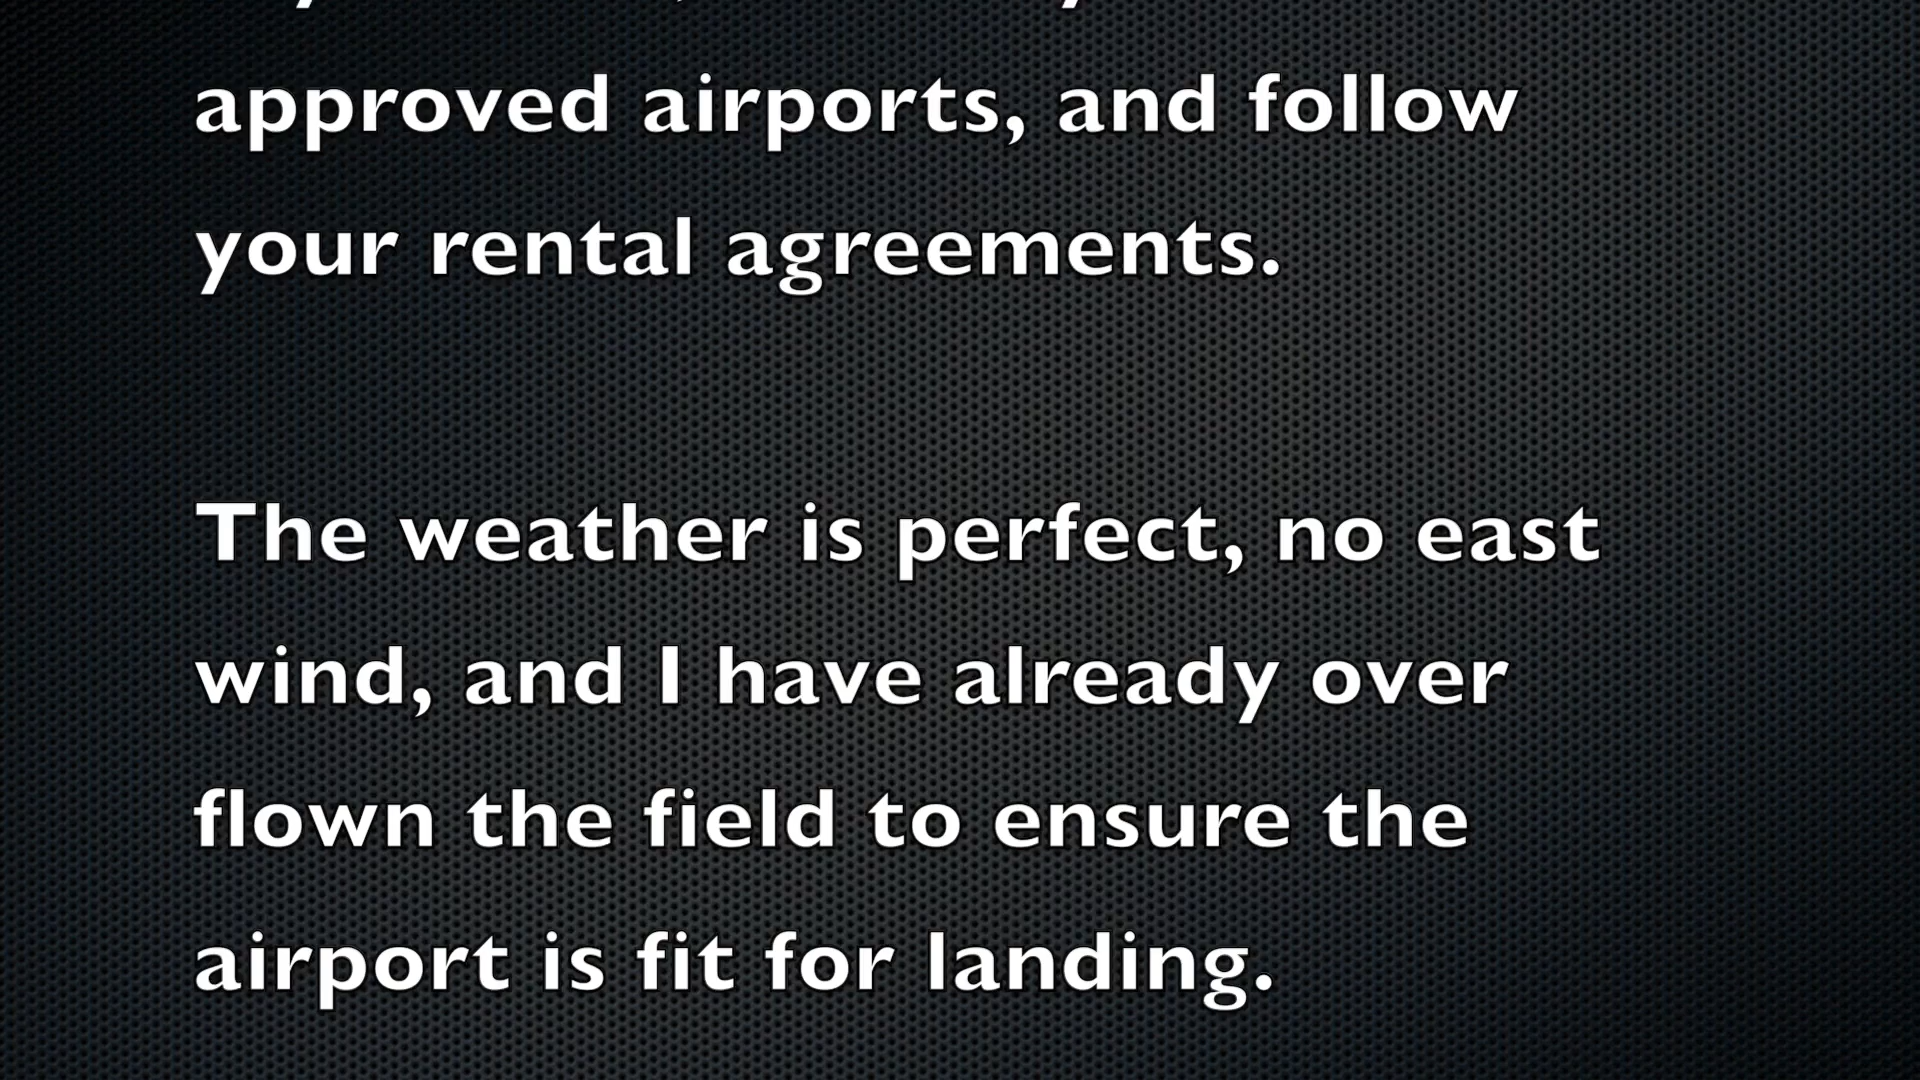 approved airports, and follow
your rental agreements.
The weather is perfect, no east
wind, and I have already over
flown the field to ensure the
airport is fit for landing.